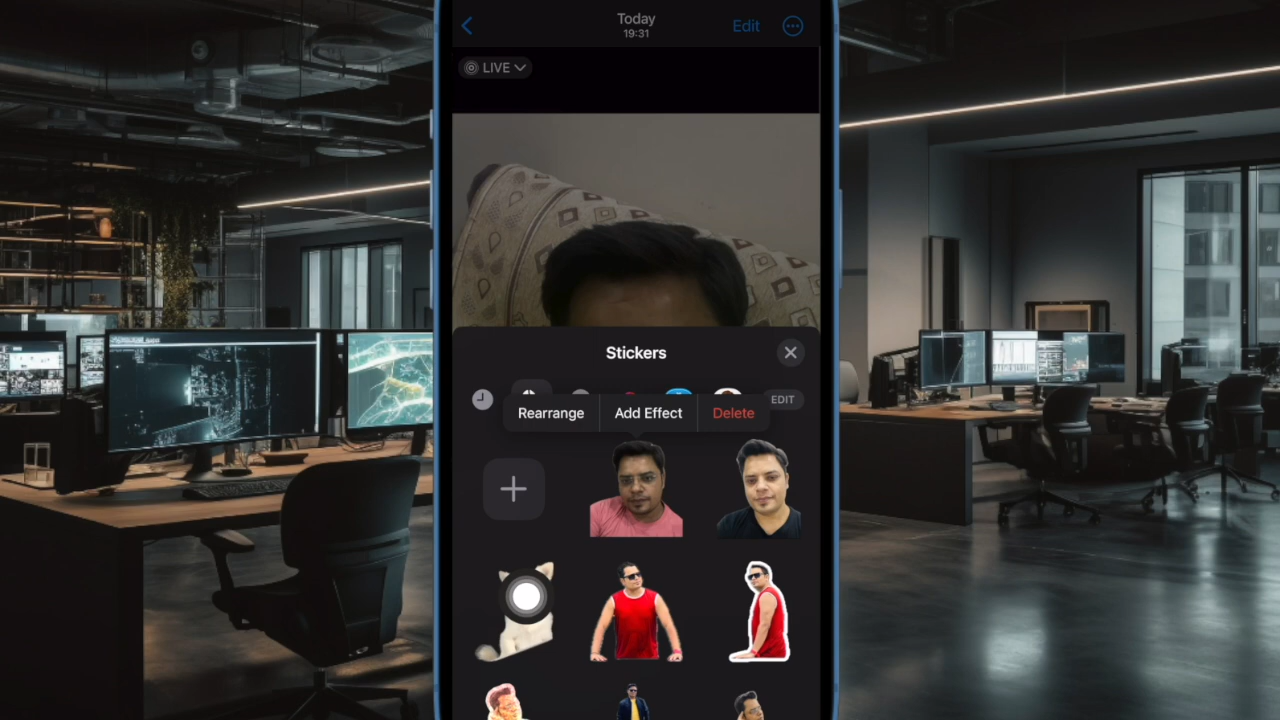 Today
19:31
Edit
LIVE
Stickers
EDIT
Rearrange
Add Effect
Delete